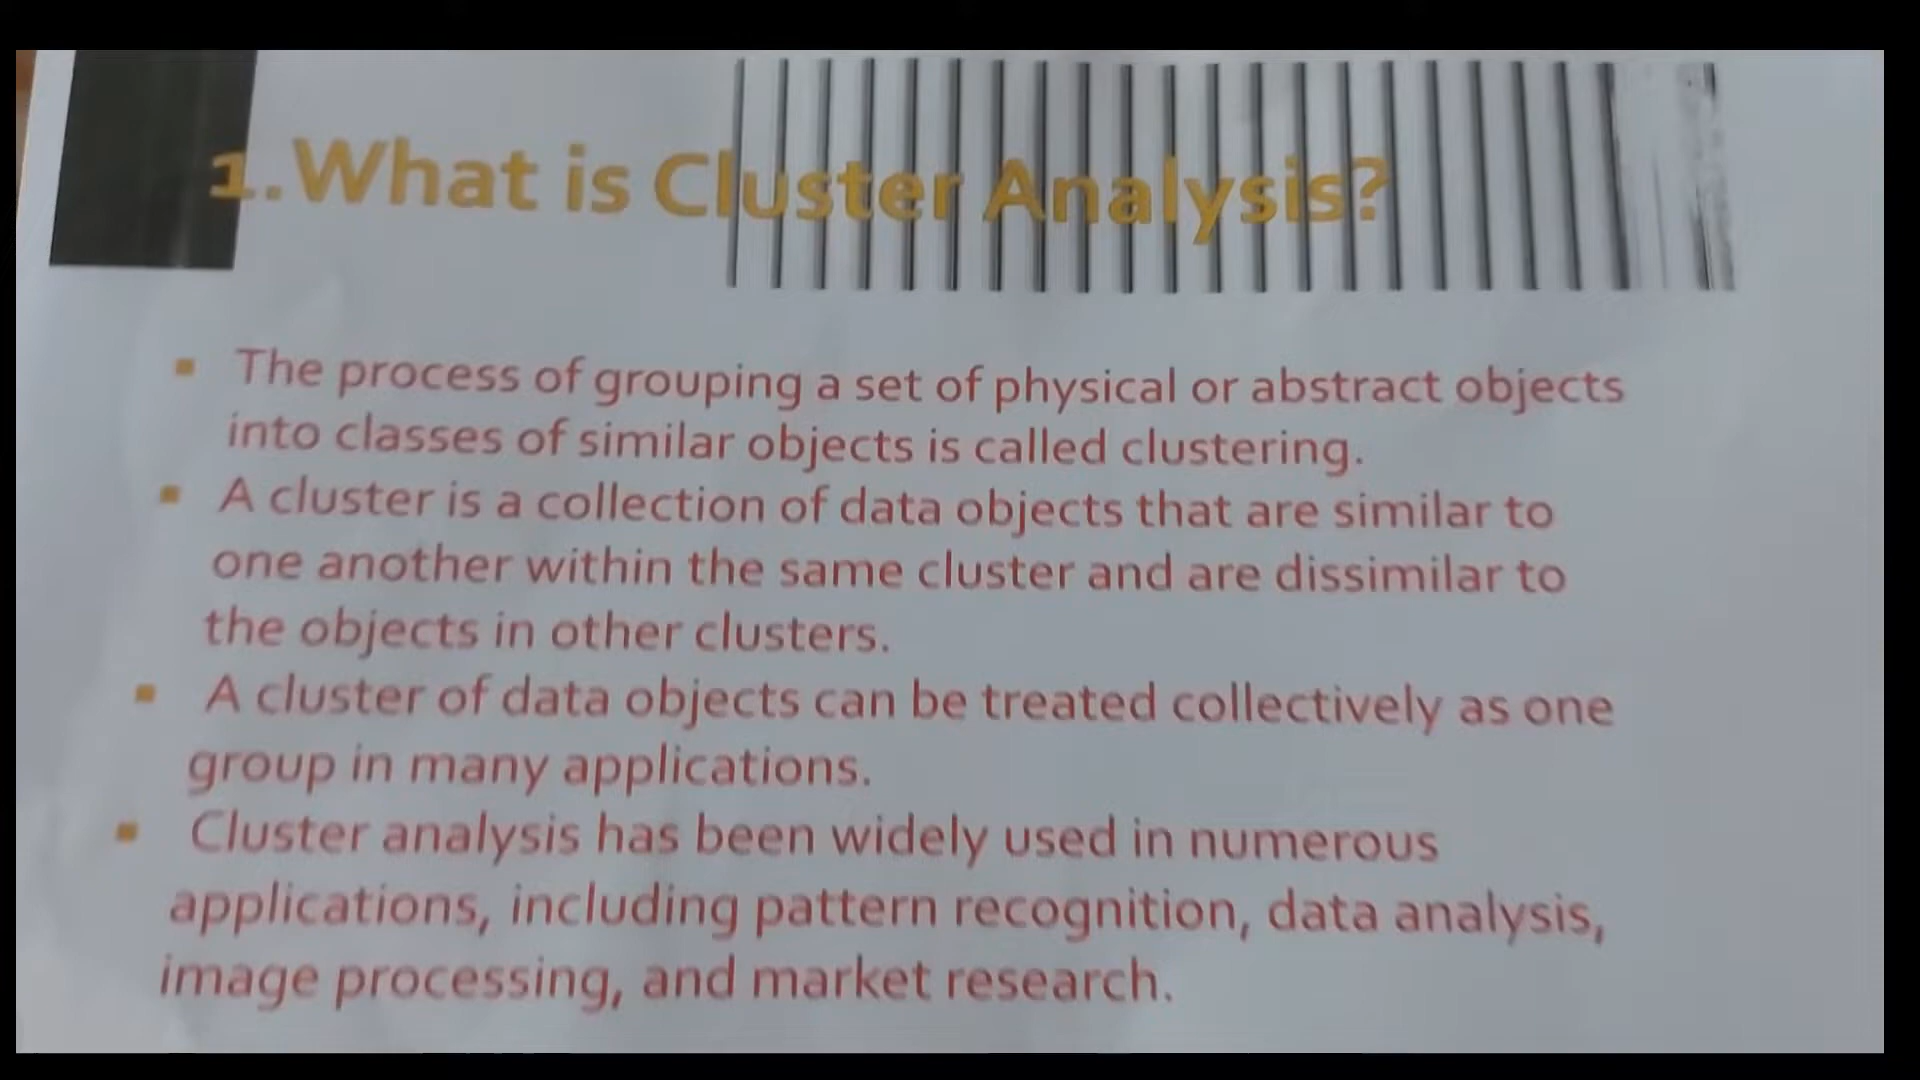 1.What is Cluster Analysis?
▪ The process of grouping a set of physical or abstract objects
into classes of similar objects is called clustering.
▪ A cluster is a collection of data objects that are similar to
one another within the same cluster and are dissimilar to
the objects in other clusters.
▪ A cluster of data objects can be treated collectively as one
group in many applications.
▪ Cluster analysis has been widely used in numerous
applications, including pattern recognition, data analysis,
image processing, and market research.